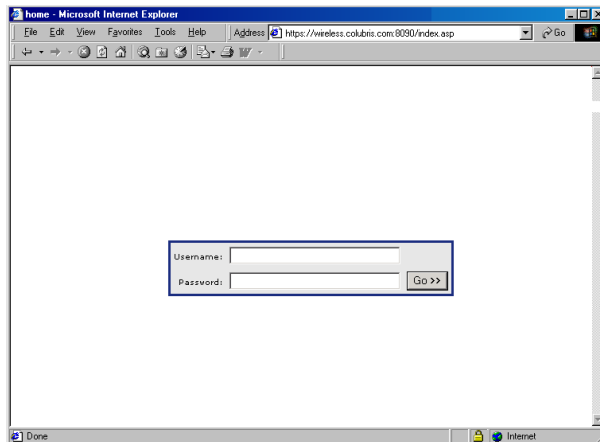 home - Microsoft Internet Explorer
File Edit View Favorites Tools Help Address https://wireless.colubris.com:8090/index.asp Go
Username:
Password: Go >>
Done Internet